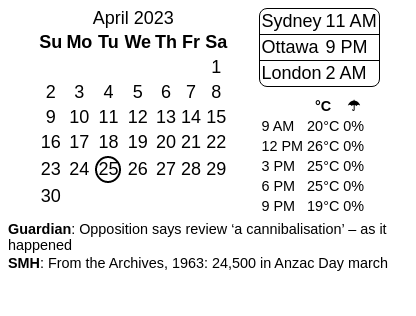 April 2023
Su Mo Tu We Th Fr Sa
1
2 3 4 5 6 7 8
9 10 11 12 13 14 15
16 17 18 19 20 21 22
23 24 25 26 27 28 29
30
Sydney 11 AM
Ottawa 9 PM
London 2 AM
°C ☂
9 AM 20°C 0%
12 PM 26°C 0%
3 PM 25°C 0%
6 PM 25°C 0%
9 PM 19°C 0%
Guardian: Opposition says review ‘a cannibalisation’ – as it
happened
SMH: From the Archives, 1963: 24,500 in Anzac Day march